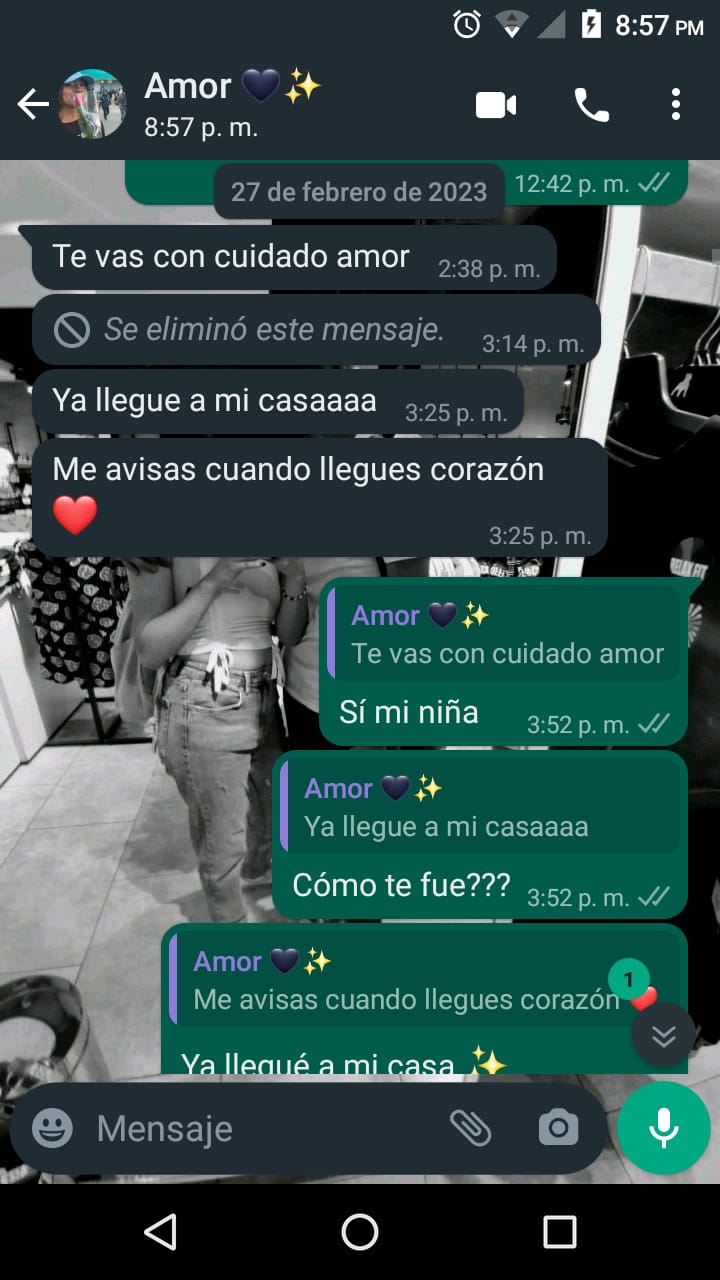 8:57 PM
Amor 🖤✨
8:57 p. m.
12:42 p. m.
27 de febrero de 2023
Te vas con cuidado amor 2:38 p. m.
Se eliminó este mensaje. 3:14 p. m.
Ya llegue a mi casaaaa 3:25 p. m.
Me avisas cuando llegues corazón
❤️
3:25 p. m.
RELAX FIT
Amor 🖤✨
Te vas con cuidado amor
Sí mi niña 3:52 p. m.
Amor 🖤✨
Ya llegue a mi casaaaa
Cómo te fue??? 3:52 p. m.
Amor 🖤✨
1
Me avisas cuando llegues corazón ❤️
Ya llegué a mi casa ✨
Mensaje